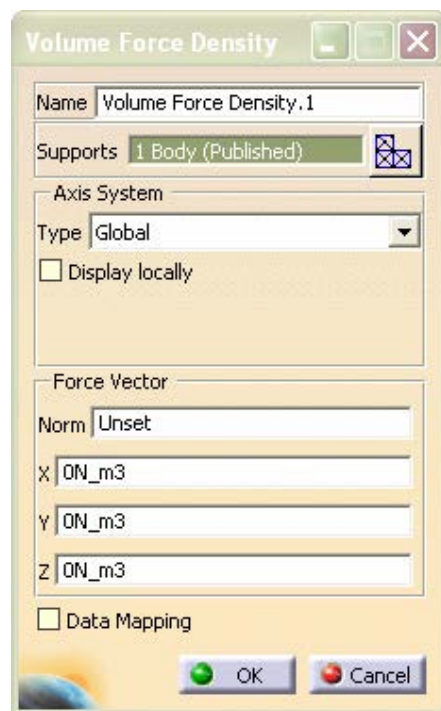 Volume Force Density
Name Volume Force Density.1
Supports 1 Body (Published)
Axis System
Type Global
Display locally
Force Vector
Norm Unset
X 0N_m3
Y 0N_m3
Z 0N_m3
Data Mapping
OK Cancel